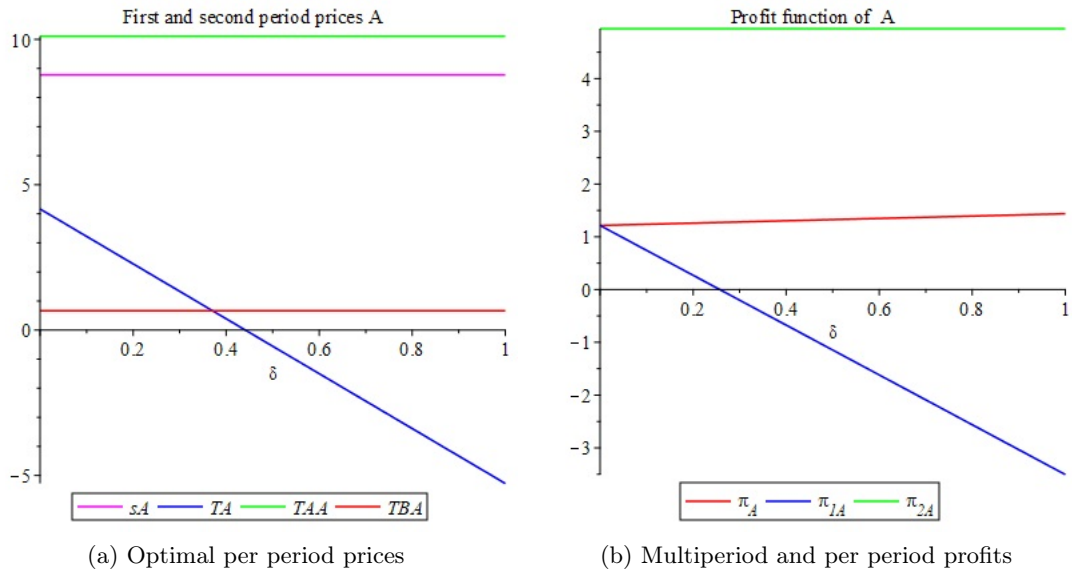 First and second period prices A
10
5
0
0.2 0.4 0.6 0.8 1
δ
−5
sA TA TAA TBA
(a) Optimal per period prices
Profit function of A
4
3
2
1
0
0.2 0.4 0.6 0.8 1
δ
−1
−2
−3
π_A π_1A π_2A
(b) Multiperiod and per period profits